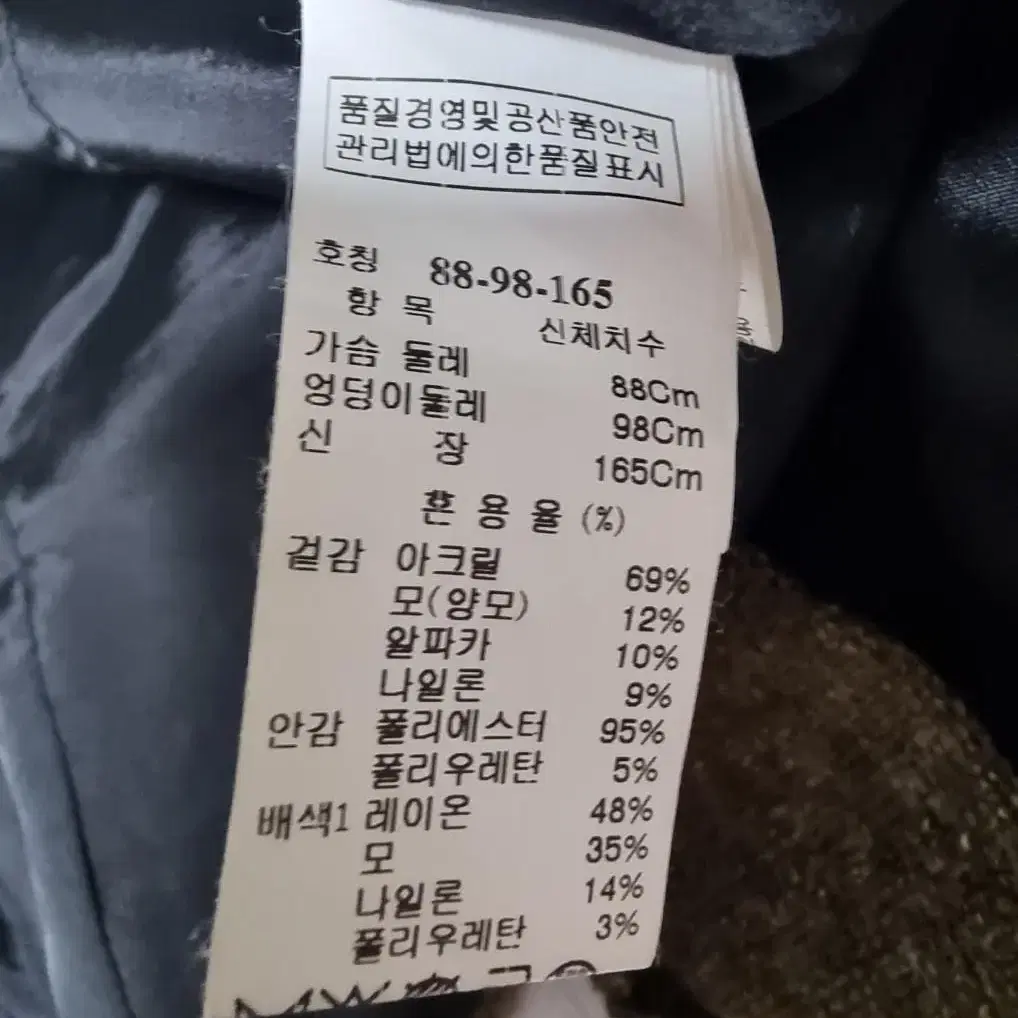 품질경영및공산품안전
관리법에의한품질표시
호칭 88-98-165
항 목 신체치수
가슴 둘레 88Cm
엉덩이둘레 98Cm
신 장 165Cm
혼 용 율 (%)
겉감 아크릴 69%
모(양모) 12%
알파카 10%
나일론 9%
안감 폴리에스터 95%
폴리우레탄 5%
배색1 레이온 48%
모 35%
나일론 14%
폴리우레탄 3%